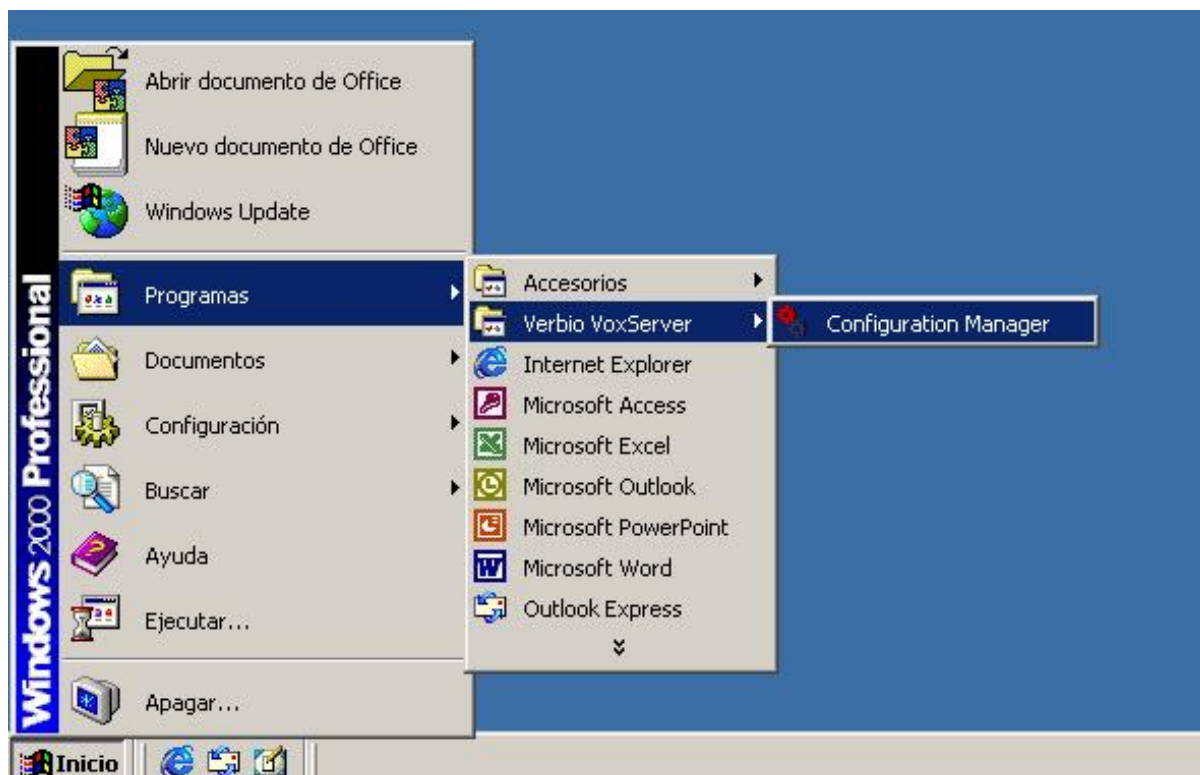 Windows 2000 Professional
Abrir documento de Office
Nuevo documento de Office
Windows Update
Programas
Documentos
Configuración
Buscar
Ayuda
Ejecutar...
Apagar...
Accesorios
Verbio VoxServer
Internet Explorer
Microsoft Access
Microsoft Excel
Microsoft Outlook
Microsoft PowerPoint
Microsoft Word
Outlook Express
Configuration Manager
Inicio